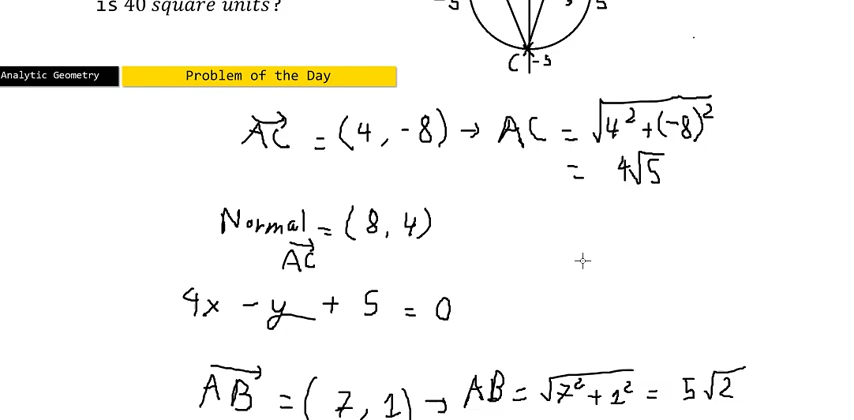 is 40 square units?
-5
5
C -5
Analytic Geometry
Problem of the Day
AC = (4, -8) → AC = √4² + (-8)²
= 4√5
Normal = (8, 4)
AC
4x - y + 5 = 0
AB = (7, 1) → AB = √7² + 1² = 5√2